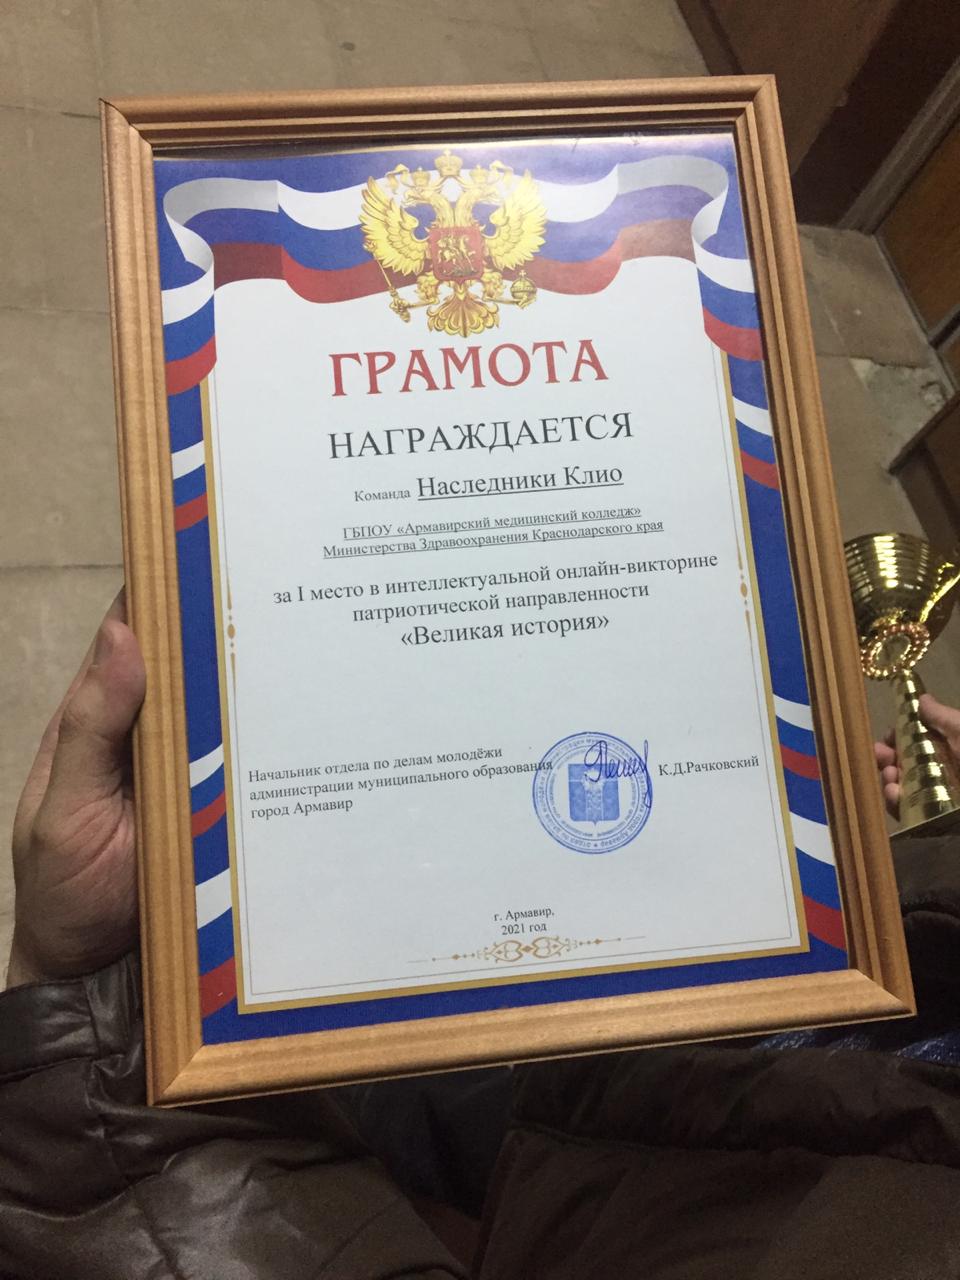 ГРАМОТА
НАГРАЖДАЕТСЯ
Команда Наследники Клио
ГБПОУ «Армавирский медицинский колледж»
Министерства Здравоохранения Краснодарского края
за I место в интеллектуальной онлайн-викторине
патриотической направленности
«Великая история»
Начальник отдела по делам молодёжи
администрации муниципального образования
город Армавир
К.Д.Рачковский
г. Армавир,
2021 год